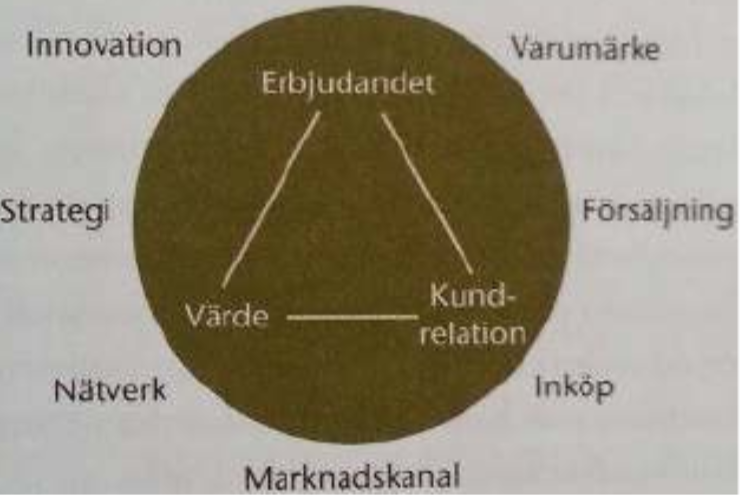 Innovation
Varumärke
Erbjudandet
Strategi
Försäljning
Värde
Kund-
relation
Nätverk
Inköp
Marknadskanal